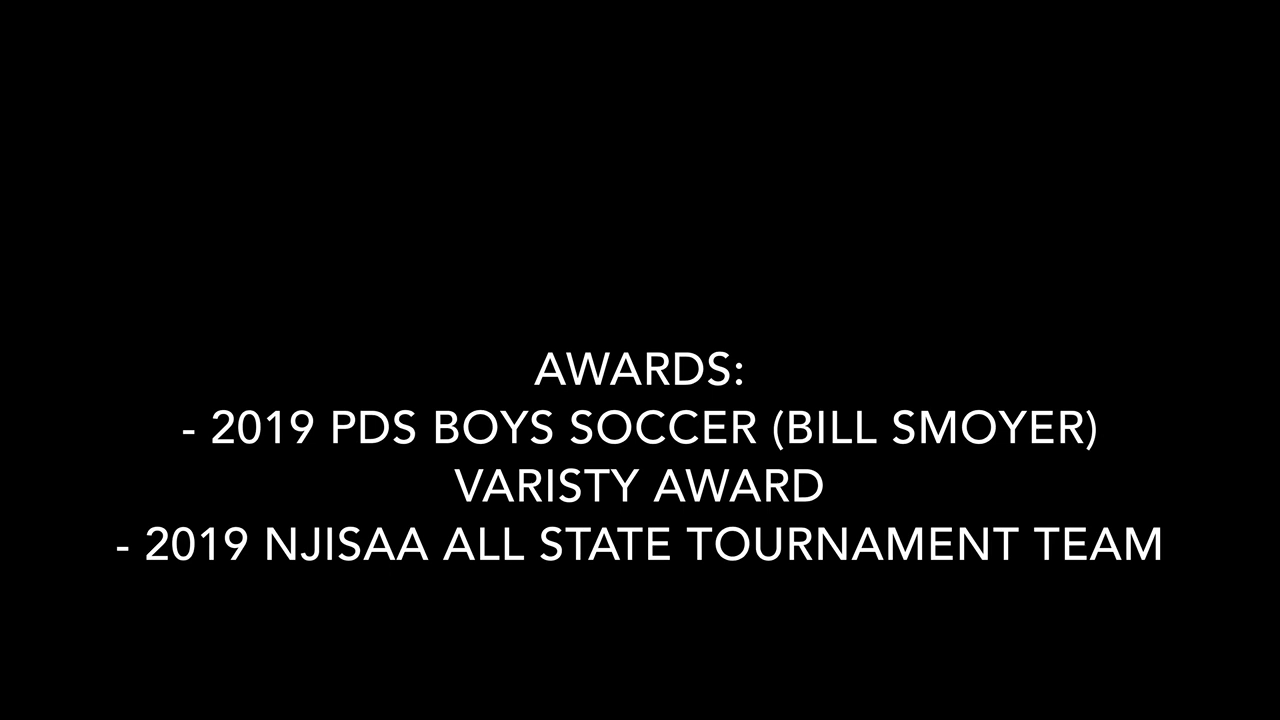 AWARDS:
- 2019 PDS BOYS SOCCER (BILL SMOYER)
VARISTY AWARD
- 2019 NJISAA ALL STATE TOURNAMENT TEAM